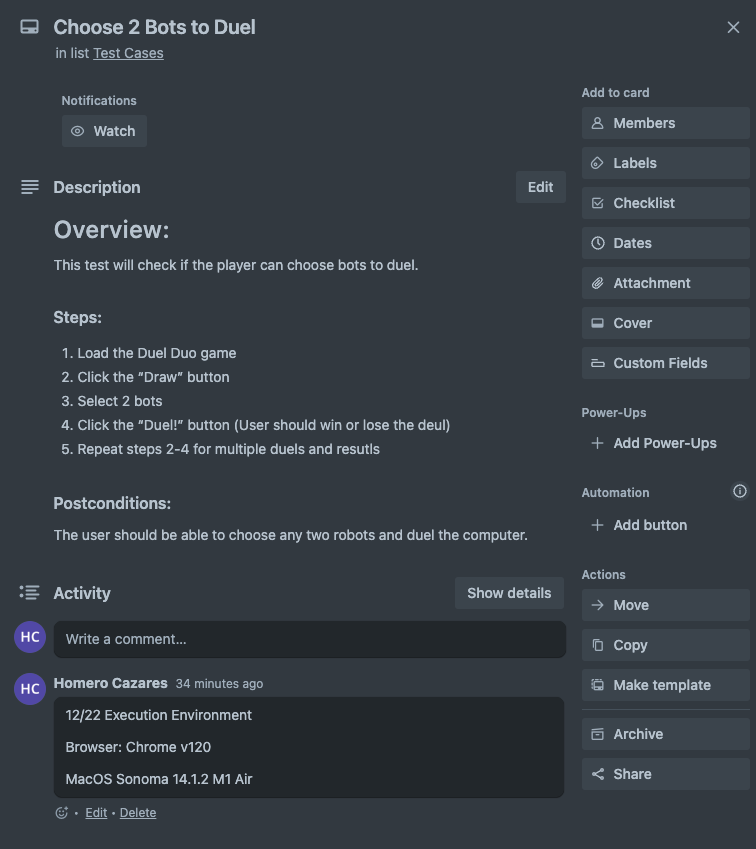 Choose 2 Bots to Duel
in list Test Cases
Notifications
Watch
Description
Edit
Overview:
This test will check if the player can choose bots to duel.
Steps:
1. Load the Duel Duo game
2. Click the “Draw” button
3. Select 2 bots
4. Click the “Duel!” button (User should win or lose the deul)
5. Repeat steps 2-4 for multiple duels and resutls
Postconditions:
The user should be able to choose any two robots and duel the computer.
Activity
Show details
HC
Write a comment...
HC
Homero Cazares 34 minutes ago
12/22 Execution Environment
Browser: Chrome v120
MacOS Sonoma 14.1.2 M1 Air
• Edit • Delete
Add to card
Members
Labels
Checklist
Dates
Attachment
Cover
Custom Fields
Power-Ups
Add Power-Ups
Automation
Add button
Actions
Move
Copy
Make template
Archive
Share